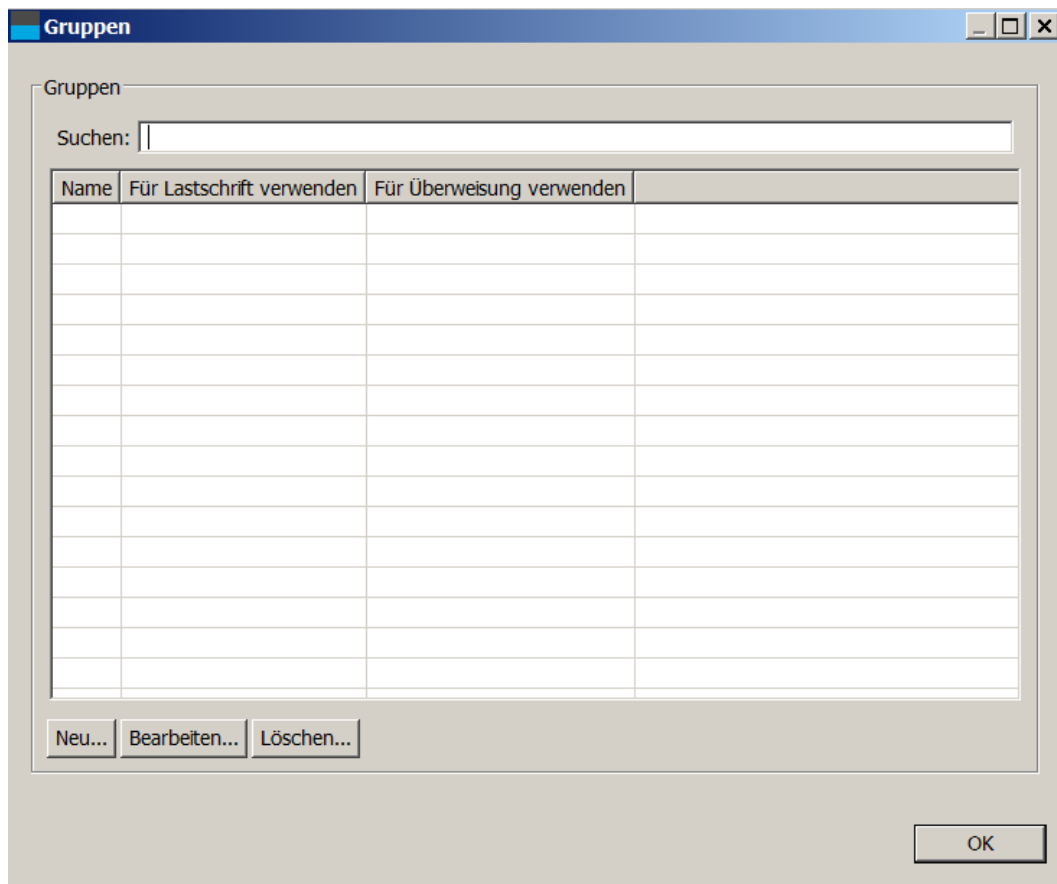 Gruppen
Gruppen
Suchen:
Name Für Lastschrift verwenden Für Überweisung verwenden
Neu... Bearbeiten... Löschen...
OK